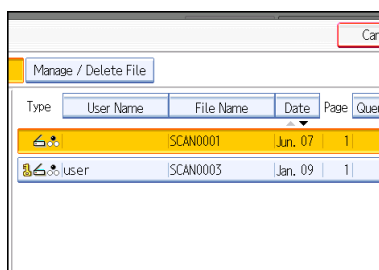 Can
Manage / Delete File
Type User Name File Name Date Page Que
SCAN0001 Jun. 07 1
user SCAN0003 Jan. 09 1